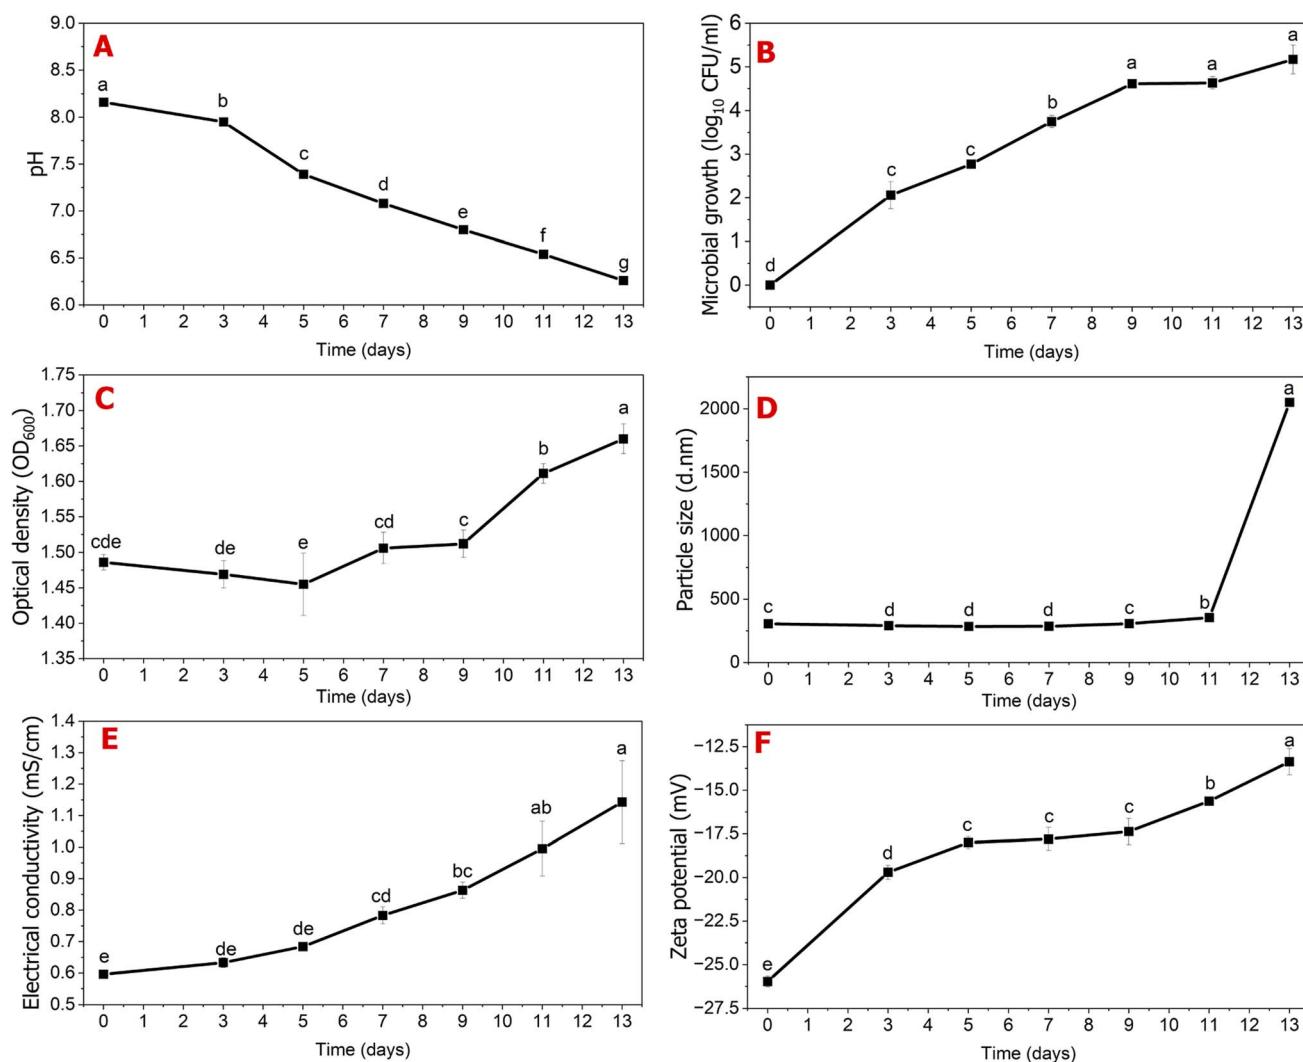 A
pH
9.0
8.5
8.0
7.5
7.0
6.5
6.0
a
b
c
d
e
f
g
0 1 2 3 4 5 6 7 8 9 10 11 12 13
Time (days)
B
Microbial growth (log10 CFU/ml)
6
5
4
3
2
1
0
d
c
c
b
a
a
a
0 1 2 3 4 5 6 7 8 9 10 11 12 13
Time (days)
C
Optical density (OD600)
1.75
1.70
1.65
1.60
1.55
1.50
1.45
1.40
1.35
cde
de
e
cd
c
b
a
0 1 2 3 4 5 6 7 8 9 10 11 12 13
Time (days)
D
Particle size (d.nm)
2000
1500
1000
500
0
c
d
d
d
c
b
a
0 1 2 3 4 5 6 7 8 9 10 11 12 13
Time (days)
E
Electrical conductivity (mS/cm)
1.4
1.3
1.2
1.1
1.0
0.9
0.8
0.7
0.6
0.5
e
de
de
cd
bc
ab
a
0 1 2 3 4 5 6 7 8 9 10 11 12 13
Time (days)
F
Zeta potential (mV)
−12.5
−15.0
−17.5
−20.0
−22.5
−25.0
−27.5
e
d
c
c
c
b
a
0 1 2 3 4 5 6 7 8 9 10 11 12 13
Time (days)